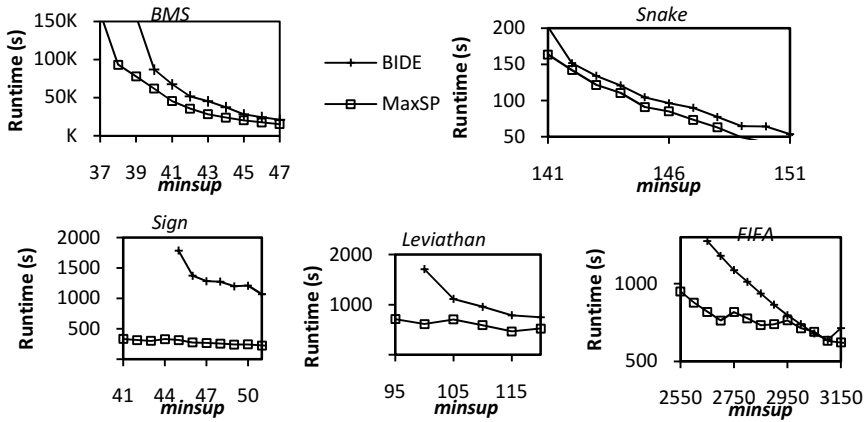 BMS
Runtime (s)
150K
100K
50K
K
37 39 41 43 45 47
minsup
BIDE
MaxSP
Snake
Runtime (s)
200
150
100
50
141 146 151
minsup
Sign
Runtime (s)
2000
1500
1000
500
41 44 47 50
minsup
Leviathan
Runtime (s)
2000
1000
95 105 115
minsup
FIFA
Runtime (s)
1000
500
2550 2750 2950 3150
minsup